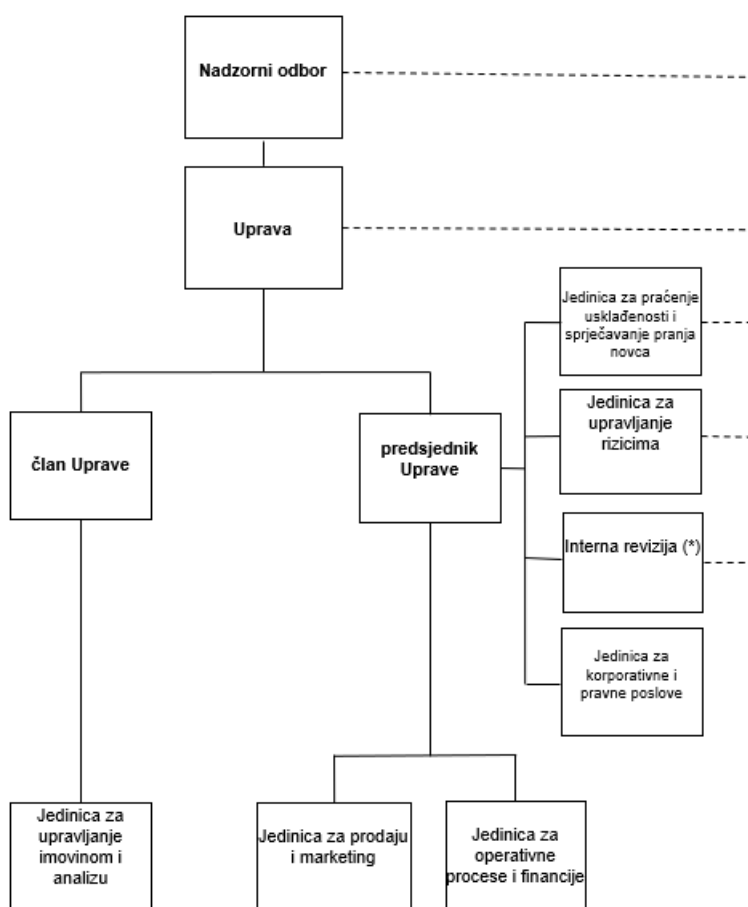 Nadzorni odbor
Uprava
Jedinica za praćenje
usklađenosti i
sprječavanje pranja
novca
Jedinica za
upravljanje
rizicima
član Uprave
predsjednik
Uprave
Interna revizija (*)
Jedinica za
korporativne i
pravne poslove
Jedinica za
upravljanje
imovinom i
analizu
Jedinica za prodaju
i marketing
Jedinica za
operativne
procese i financije